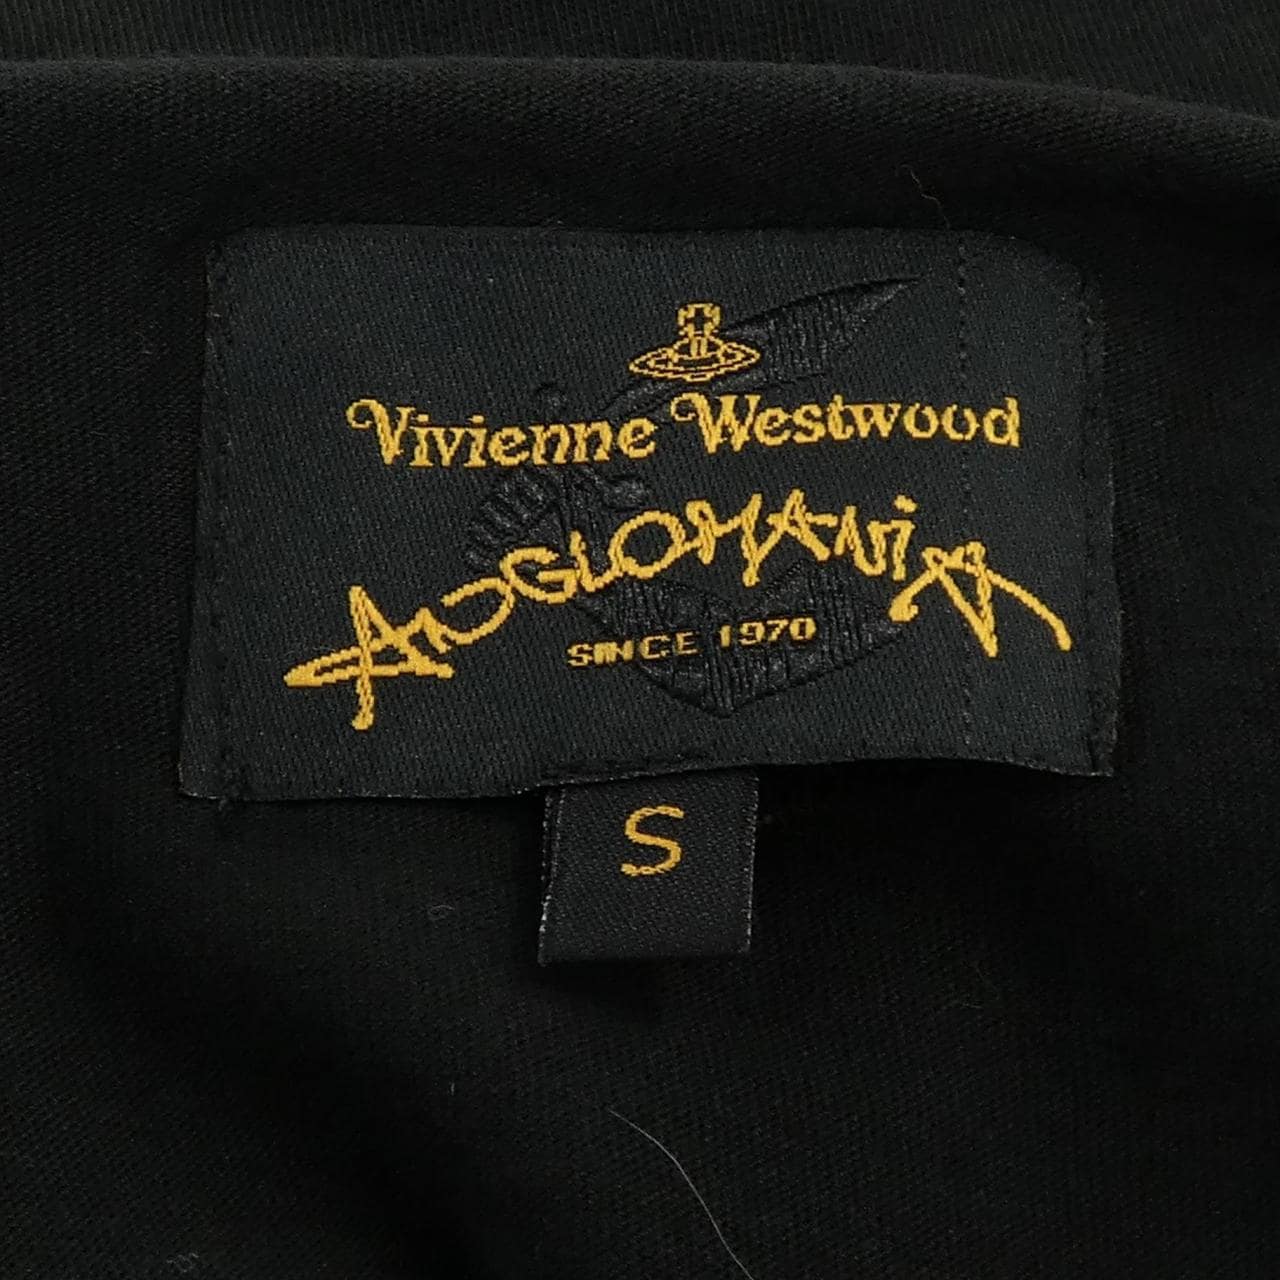 Vivienne Westwood
ANGLOMANiA
SINCE 1970
S